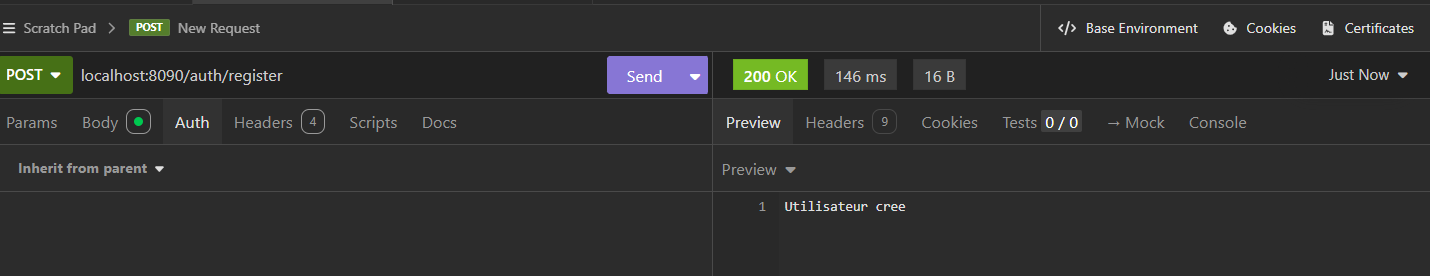 Scratch Pad > POST New Request
</> Base Environment Cookies Certificates
POST localhost:8090/auth/register Send
200 OK 146 ms 16 B Just Now
Params Body Auth Headers 4 Scripts Docs
Preview Headers 9 Cookies Tests 0 / 0 → Mock Console
Inherit from parent
Preview
1 Utilisateur cree